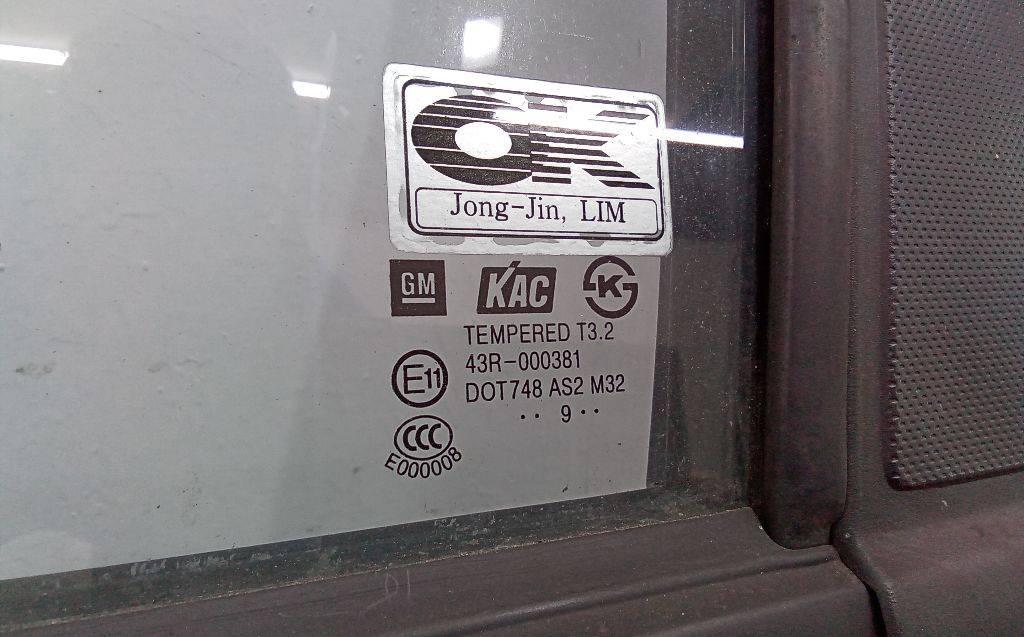 OK
Jong-Jin, LIM
GM KAC K
TEMPERED T3.2
43R-000381
E11
DOT748 AS2 M32
·· 9 ··
CCC
E000008